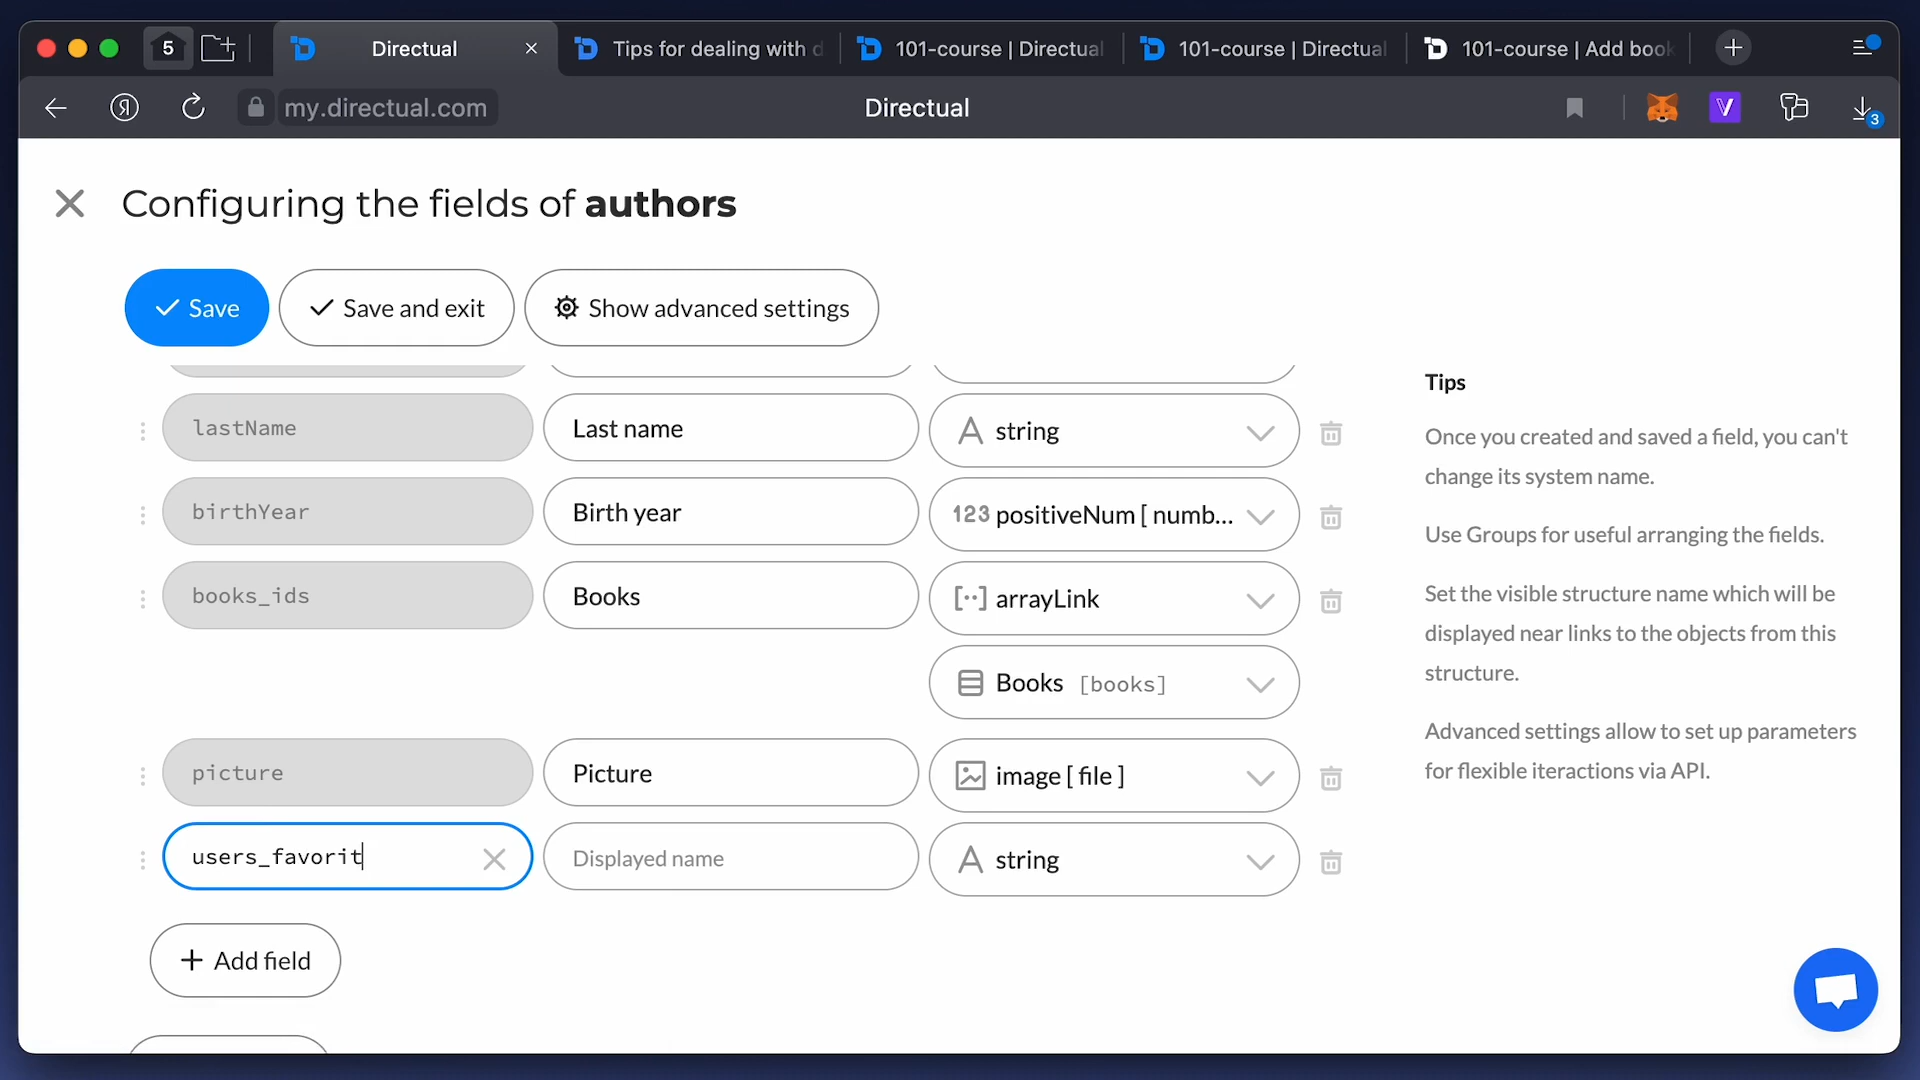 5
Directual
Tips for dealing with d
101-course | Directual
101-course | Directual
101-course | Add book
my.directual.com
Directual
3
Configuring the fields of authors
Save
Save and exit
Show advanced settings
lastName
Last name
string
birthYear
Birth year
123 positiveNum [ numb...
books_ids
Books
arrayLink
Books [books]
picture
Picture
image [ file ]
users_favorit
Displayed name
string
Add field
Tips
Once you created and saved a field, you can't
change its system name.
Use Groups for useful arranging the fields.
Set the visible structure name which will be
displayed near links to the objects from this
structure.
Advanced settings allow to set up parameters
for flexible iteractions via API.